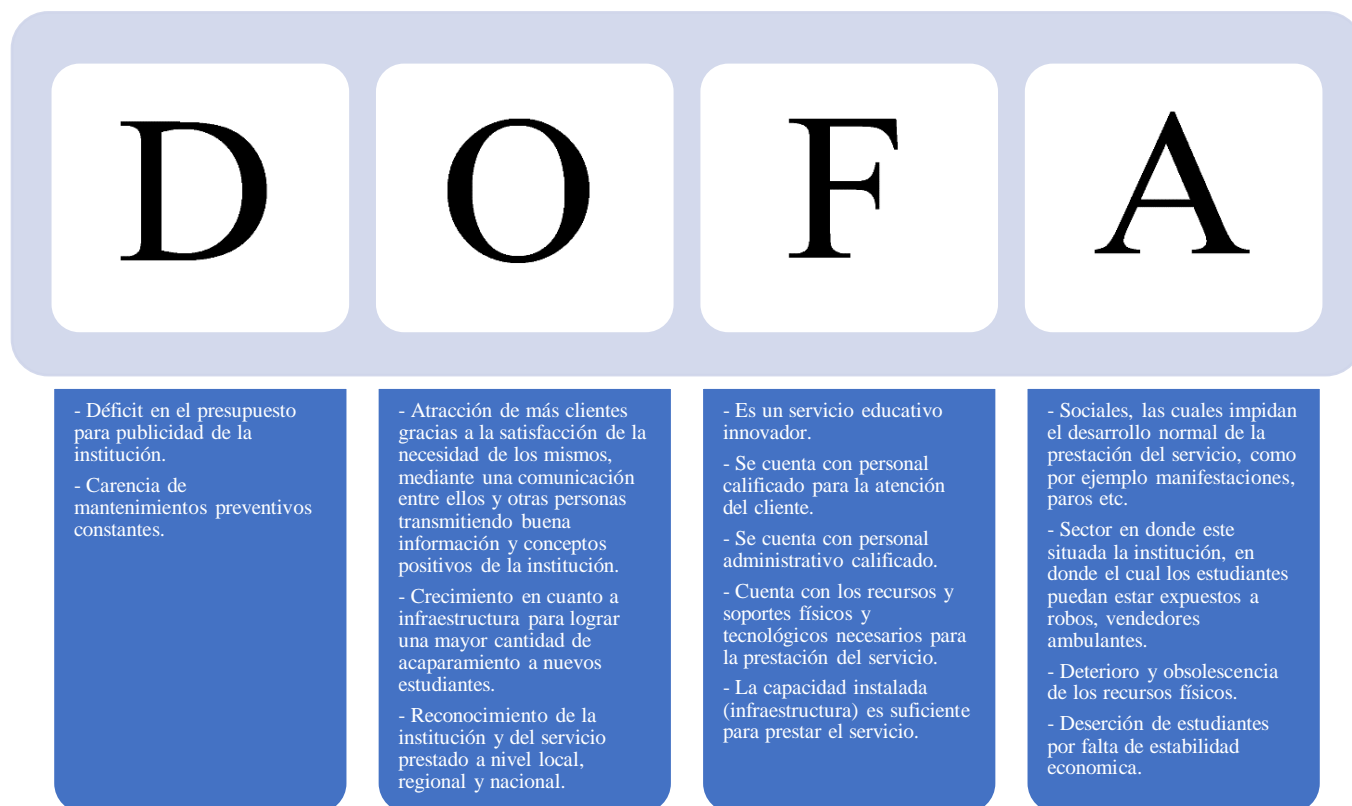 D
O
F
A
- Déficit en el presupuesto
para publicidad de la
institución.
- Carencia de
mantenimientos preventivos
constantes.
- Atracción de más clientes
gracias a la satisfacción de la
necesidad de los mismos,
mediante una comunicación
entre ellos y otras personas
transmitiendo buena
información y conceptos
positivos de la institución.
- Crecimiento en cuanto a
infraestructura para lograr
una mayor cantidad de
acaparamiento a nuevos
estudiantes.
- Reconocimiento de la
institución y del servicio
prestado a nivel local,
regional y nacional.
- Es un servicio educativo
innovador.
- Se cuenta con personal
calificado para la atención
del cliente.
- Se cuenta con personal
administrativo calificado.
- Cuenta con los recursos y
soportes físicos y
tecnológicos necesarios para
la prestación del servicio.
- La capacidad instalada
(infraestructura) es suficiente
para prestar el servicio.
- Sociales, las cuales impidan
el desarrollo normal de la
prestación del servicio, como
por ejemplo manifestaciones,
paros etc.
- Sector en donde este
situada la institución, en
donde el cual los estudiantes
puedan estar expuestos a
robos, vendedores
ambulantes.
- Deterioro y obsolescencia
de los recursos físicos.
- Deserción de estudiantes
por falta de estabilidad
economica.